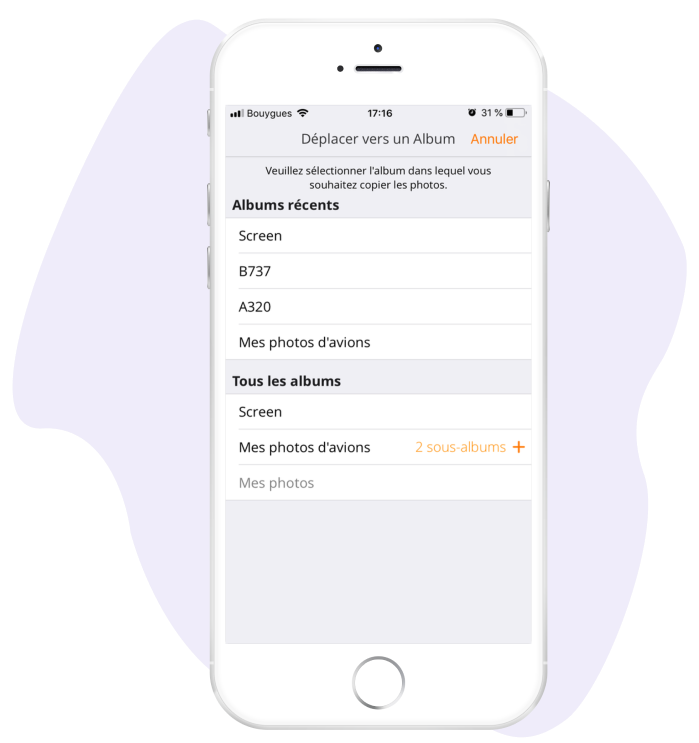 Bouygues 17:16 31 %
Déplacer vers un Album Annuler
Veuillez sélectionner l'album dans lequel vous
souhaitez copier les photos.
Albums récents
Screen
B737
A320
Mes photos d'avions
Tous les albums
Screen
Mes photos d'avions 2 sous-albums +
Mes photos